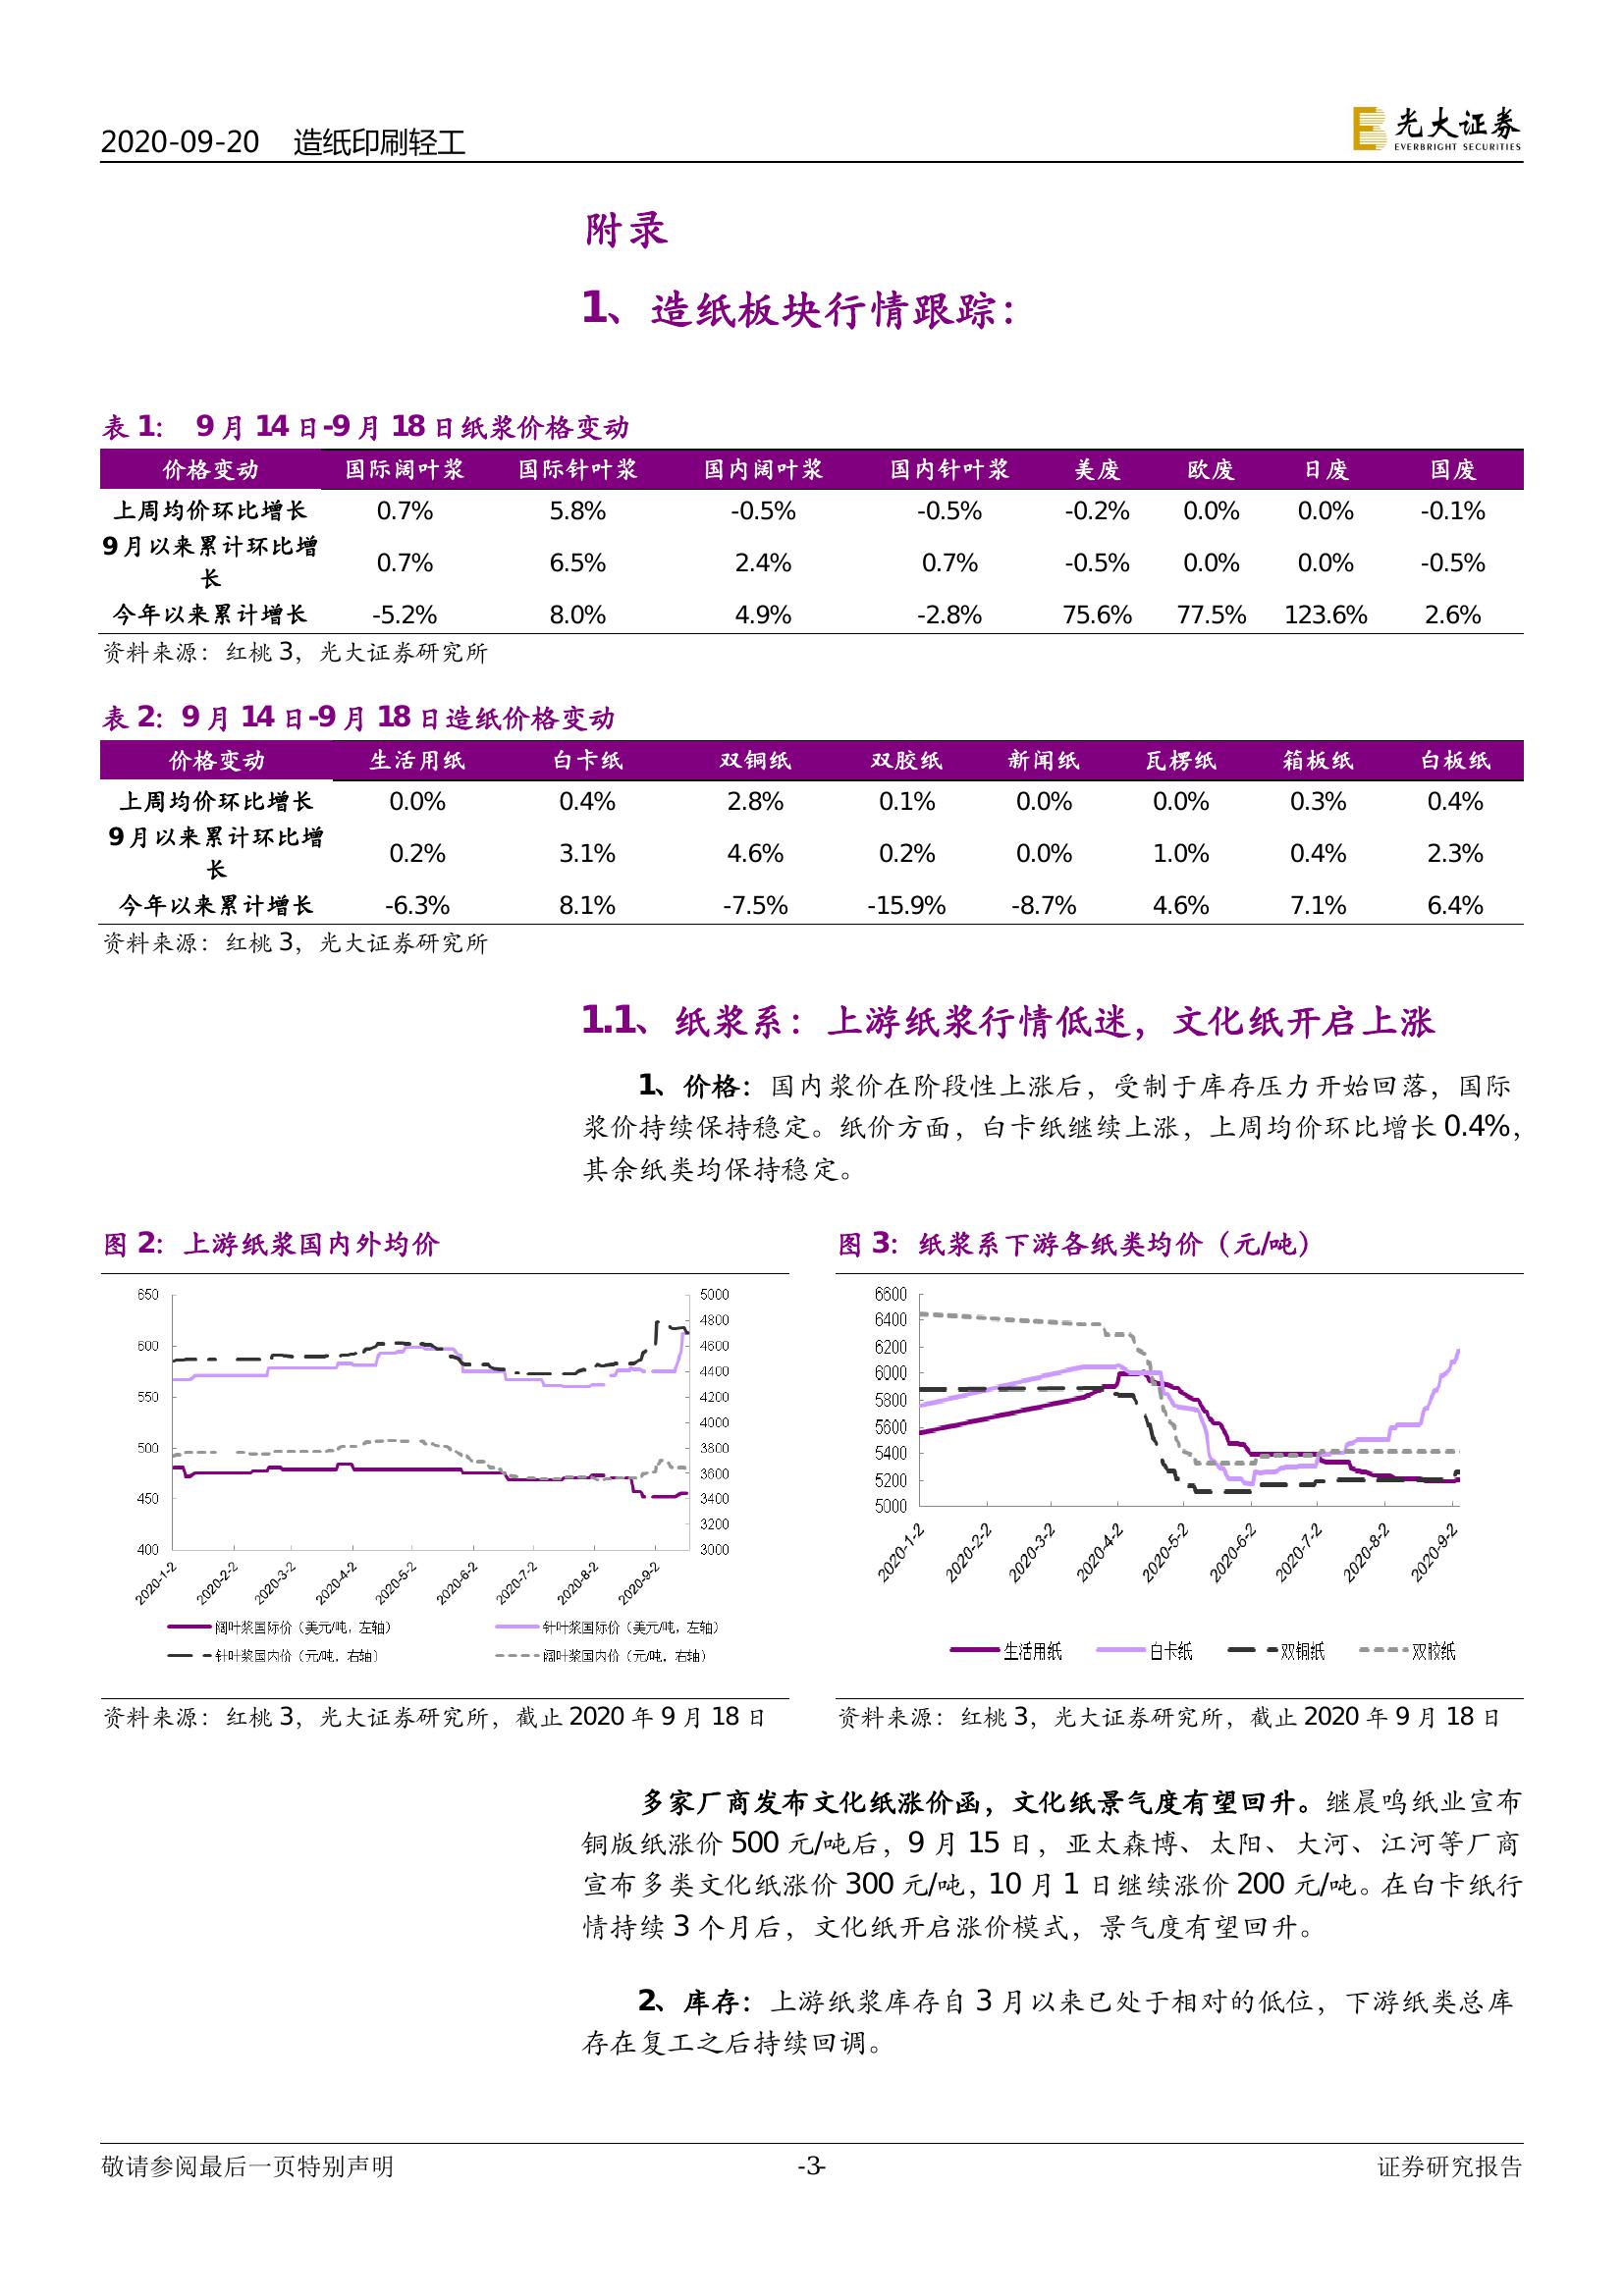 2020-09-20 造纸印刷轻工
光大证券
EVERBRIGHT SECURITIES
附录
1、造纸板块行情跟踪：
表 1： 9 月 14 日-9 月 18 日纸浆价格变动
价格变动 国际阔叶浆 国际针叶浆 国内阔叶浆 国内针叶浆 美废 欧废 日废 国废
上周均价环比增长 0.7% 5.8% -0.5% -0.5% -0.2% 0.0% 0.0% -0.1%
9 月以来累计环比增
长 0.7% 6.5% 2.4% 0.7% -0.5% 0.0% 0.0% -0.5%
今年以来累计增长 -5.2% 8.0% 4.9% -2.8% 75.6% 77.5% 123.6% 2.6%
资料来源：红桃 3，光大证券研究所
表 2：9 月 14 日-9 月 18 日造纸价格变动
价格变动 生活用纸 白卡纸 双铜纸 双胶纸 新闻纸 瓦楞纸 箱板纸 白板纸
上周均价环比增长 0.0% 0.4% 2.8% 0.1% 0.0% 0.0% 0.3% 0.4%
9 月以来累计环比增
长 0.2% 3.1% 4.6% 0.2% 0.0% 1.0% 0.4% 2.3%
今年以来累计增长 -6.3% 8.1% -7.5% -15.9% -8.7% 4.6% 7.1% 6.4%
资料来源：红桃 3，光大证券研究所
1.1、纸浆系：上游纸浆行情低迷，文化纸开启上涨
1、价格：国内浆价在阶段性上涨后，受制于库存压力开始回落，国际
浆价持续保持稳定。纸价方面，白卡纸继续上涨，上周均价环比增长 0.4%，
其余纸类均保持稳定。
图 2：上游纸浆国内外均价
650
600
550
500
450
400
5000
4800
4600
4400
4200
4000
3800
3600
3400
3200
3000
2020-1-2 2020-2-2 2020-3-2 2020-4-2 2020-5-2 2020-6-2 2020-7-2 2020-8-2 2020-9-2
阔叶浆国际价（美元/吨，左轴） 针叶浆国际价（美元/吨，左轴）
针叶浆国内价（元/吨，右轴） 阔叶浆国内价（元/吨，右轴）
资料来源：红桃 3，光大证券研究所，截止 2020 年 9 月 18 日
图 3：纸浆系下游各纸类均价（元/吨）
6600
6400
6200
6000
5800
5600
5400
5200
5000
2020-1-2 2020-2-2 2020-3-2 2020-4-2 2020-5-2 2020-6-2 2020-7-2 2020-8-2 2020-9-2
生活用纸 白卡纸 双铜纸 双胶纸
资料来源：红桃 3，光大证券研究所，截止 2020 年 9 月 18 日
多家厂商发布文化纸涨价函，文化纸景气度有望回升。继晨鸣纸业宣布
铜版纸涨价 500 元/吨后，9 月 15 日，亚太森博、太阳、大河、江河等厂商
宣布多类文化纸涨价 300 元/吨，10 月 1 日继续涨价 200 元/吨。在白卡纸行
情持续 3 个月后，文化纸开启涨价模式，景气度有望回升。
2、库存：上游纸浆库存自 3 月以来已处于相对的低位，下游纸类总库
存在复工之后持续回调。
敬请参阅最后一页特别声明 -3- 证券研究报告